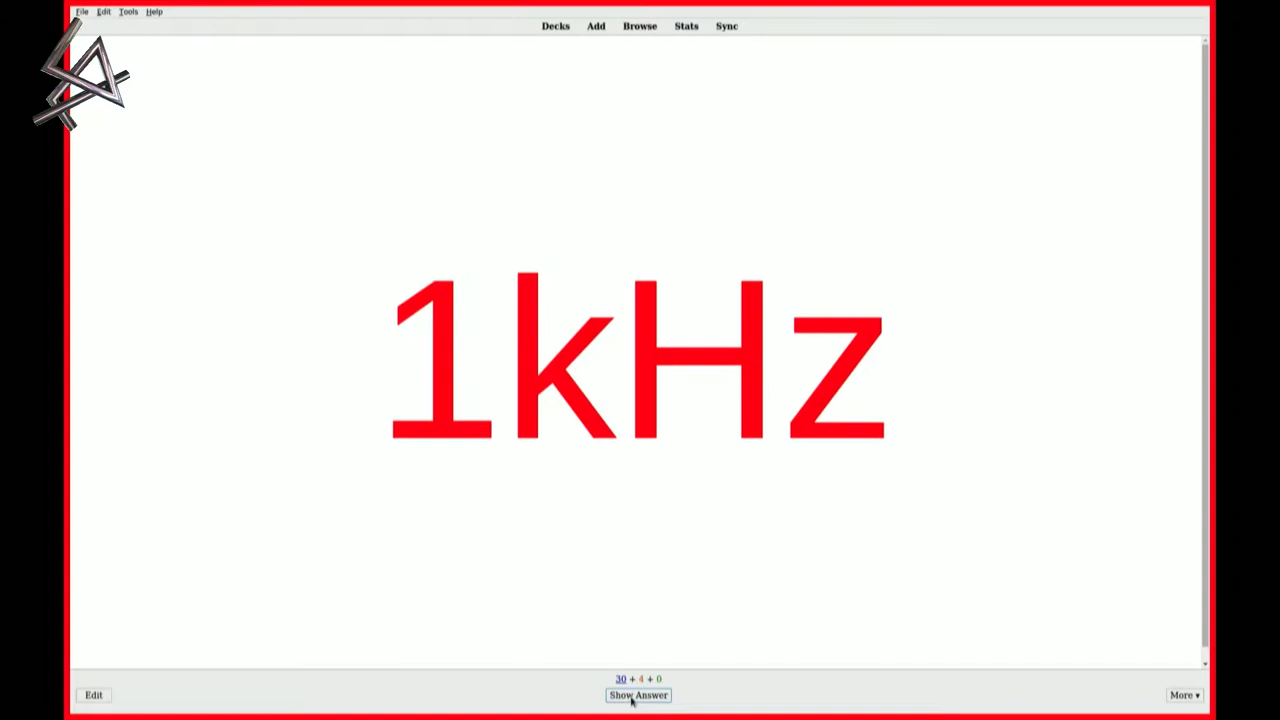 File Edit Tools Help
Decks Add Browse Stats Sync
1kHz
30 + 4 + 0
Edit Show Answer More ▾